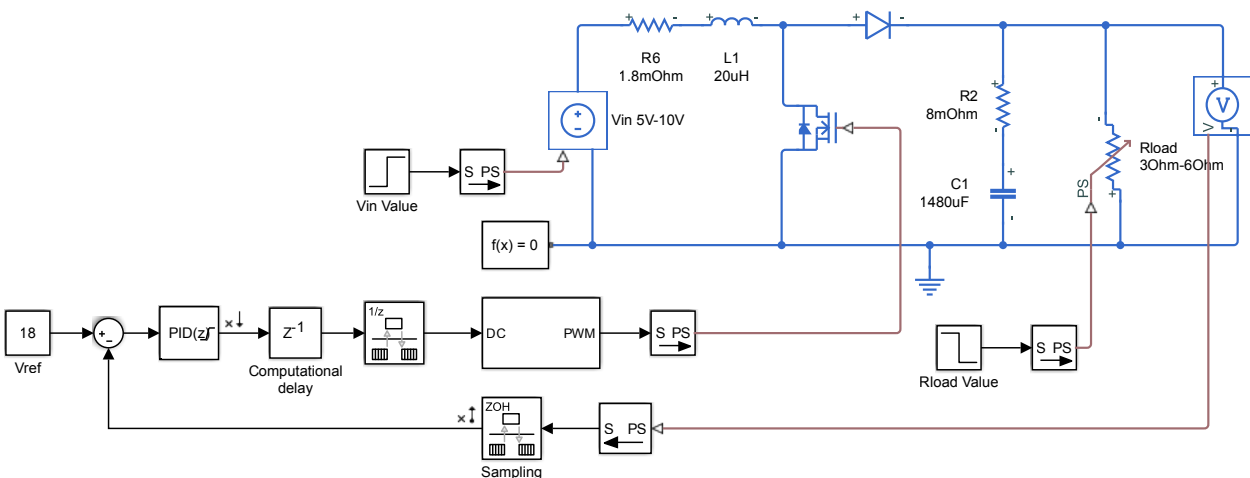 +
-
+
-
+
-
R6
1.8mOhm
L1
20uH
+
-
Vin 5V-10V
+
R2
8mOhm
-
+
V
V
-
-
Rload
3Ohm-6Ohm
PS
+
+
C1
1480uF
-
S PS
Vin Value
f(x) = 0
18
Vref
+
-
PID(z)
Z-1
Computational
delay
1/z
DC
PWM
S PS
S PS
Rload Value
ZOH
Sampling
S PS